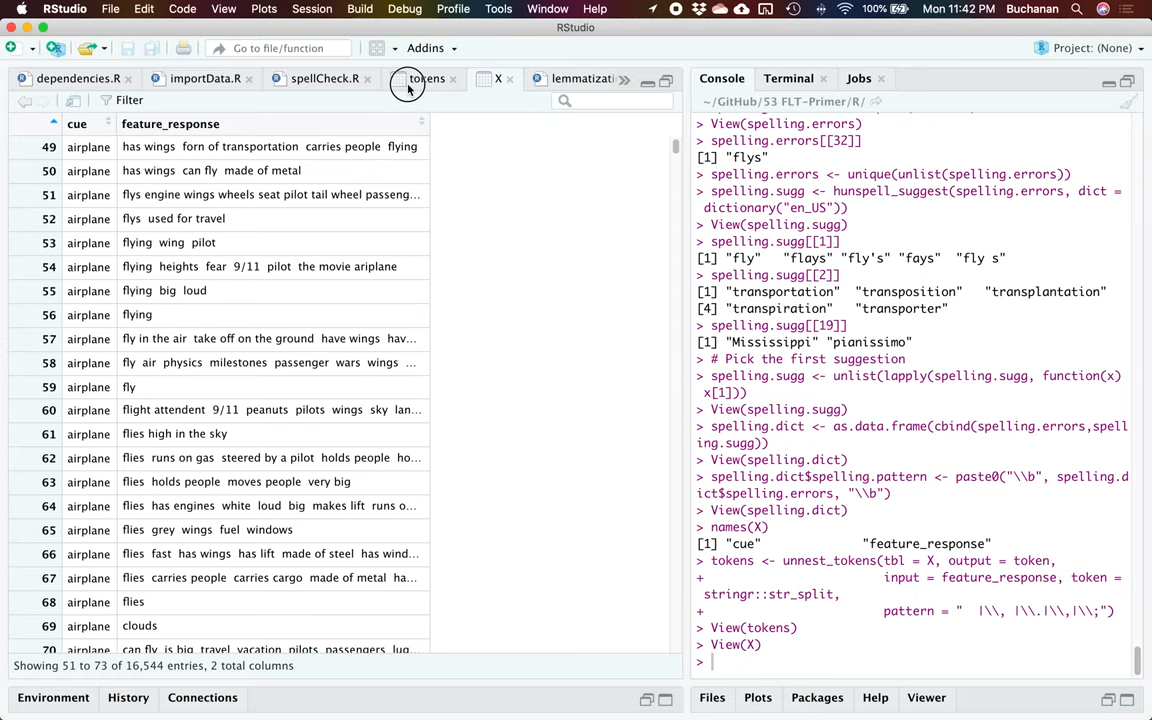 RStudio File Edit Code View Plots Session Build Debug Profile Tools Window Help 100% Mon 11:42 PM Buchanan
RStudio
Go to file/function Addins Project: (None)
dependencies.R importData.R spellCheck.R tokens X lemmatizati
Filter
cue feature_response
49 airplane has wings forn of transportation carries people flying
50 airplane has wings can fly made of metal
51 airplane flys engine wings wheels seat pilot tail wheel passeng...
52 airplane flys used for travel
53 airplane flying wing pilot
54 airplane flying heights fear 9/11 pilot the movie ariplane
55 airplane flying big loud
56 airplane flying
57 airplane fly in the air take off on the ground have wings hav...
58 airplane fly air physics milestones passenger wars wings ...
59 airplane fly
60 airplane flight attendent 9/11 peanuts pilots wings sky lan...
61 airplane flies high in the sky
62 airplane flies runs on gas steered by a pilot holds people ho...
63 airplane flies holds people moves people very big
64 airplane flies has engines white loud big makes lift runs o...
65 airplane flies grey wings fuel windows
66 airplane flies fast has wings has lift made of steel has wind...
67 airplane flies carries people carries cargo made of metal ha...
68 airplane flies
69 airplane clouds
70 airplane can fly is big travel vacation pilots passengers lug...
Showing 51 to 73 of 16,544 entries, 2 total columns
Environment History Connections
Console Terminal Jobs
~/GitHub/53 FLT-Primer/R/
> View(spelling.errors)
> spelling.errors[[32]]
[1] "flys"
> spelling.errors <- unique(unlist(spelling.errors))
> spelling.sugg <- hunspell_suggest(spelling.errors, dict =
dictionary("en_US"))
> View(spelling.sugg)
> spelling.sugg[[1]]
[1] "fly" "flays" "fly's" "fays" "fly s"
> spelling.sugg[[2]]
[1] "transportation" "transposition" "transplantation"
[4] "transpiration" "transporter"
> spelling.sugg[[19]]
[1] "Mississippi" "pianissimo"
> # Pick the first suggestion
> spelling.sugg <- unlist(lapply(spelling.sugg, function(x)
x[1]))
> View(spelling.sugg)
> spelling.dict <- as.data.frame(cbind(spelling.errors,spell
ing.sugg))
> View(spelling.dict)
> spelling.dict$spelling.pattern <- paste0("\\b", spelling.d
ict$spelling.errors, "\\b")
> View(spelling.dict)
> names(X)
[1] "cue" "feature_response"
> tokens <- unnest_tokens(tbl = X, output = token,
+ input = feature_response, token =
stringr::str_split,
+ pattern = " |\\, |\\.|\\,|\\;")
> View(tokens)
> View(X)
>
Files Plots Packages Help Viewer